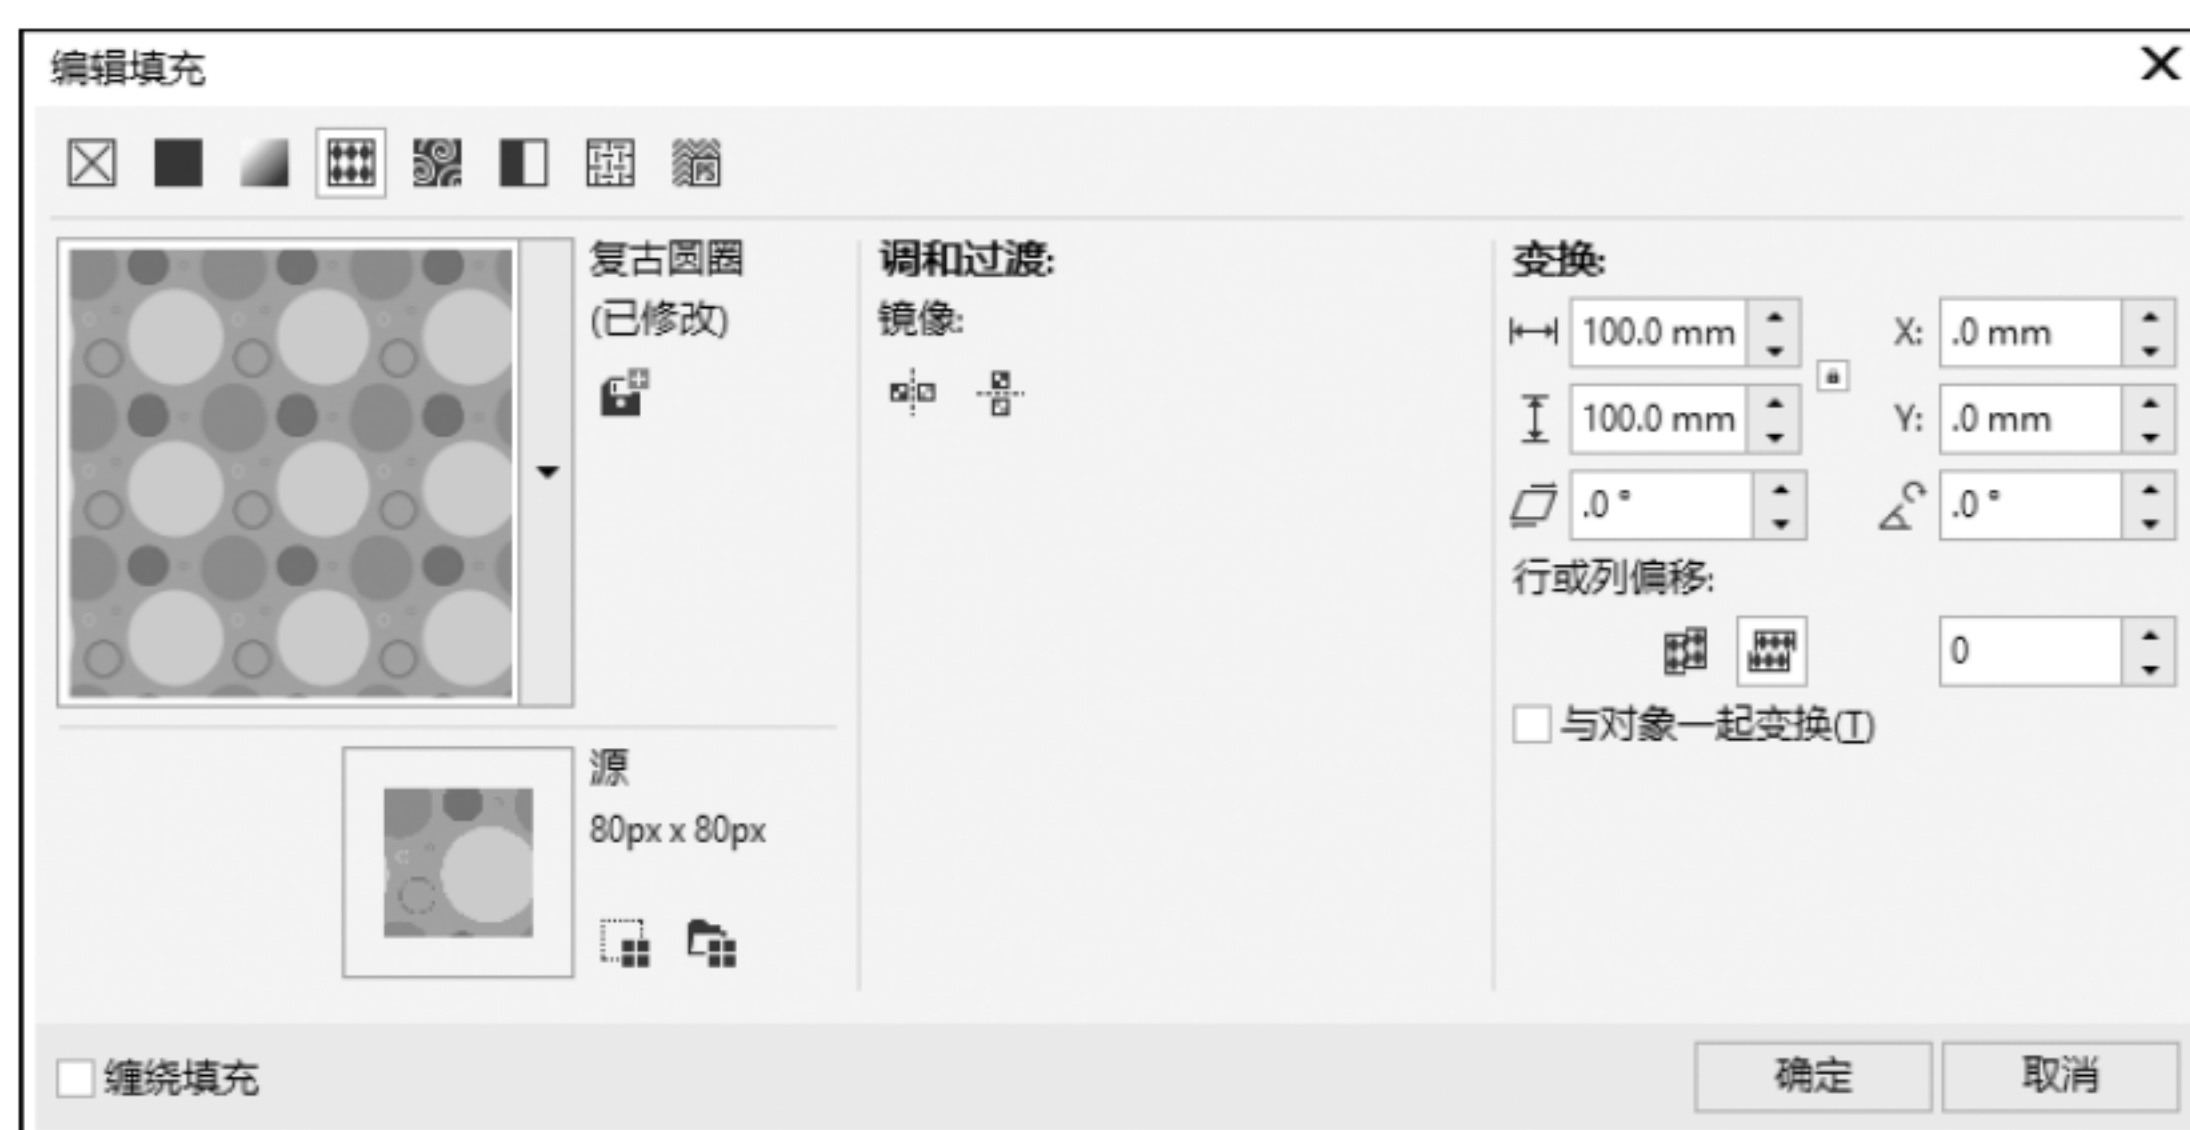 编辑填充
PS
复古圆圈
(已修改)
源
80px x 80px
调和过渡:
镜像:
变换:
100.0 mm
X: .0 mm
100.0 mm
Y: .0 mm
.0 °
.0 °
行或列偏移:
0
与对象一起变换(T)
缠绕填充
确定
取消